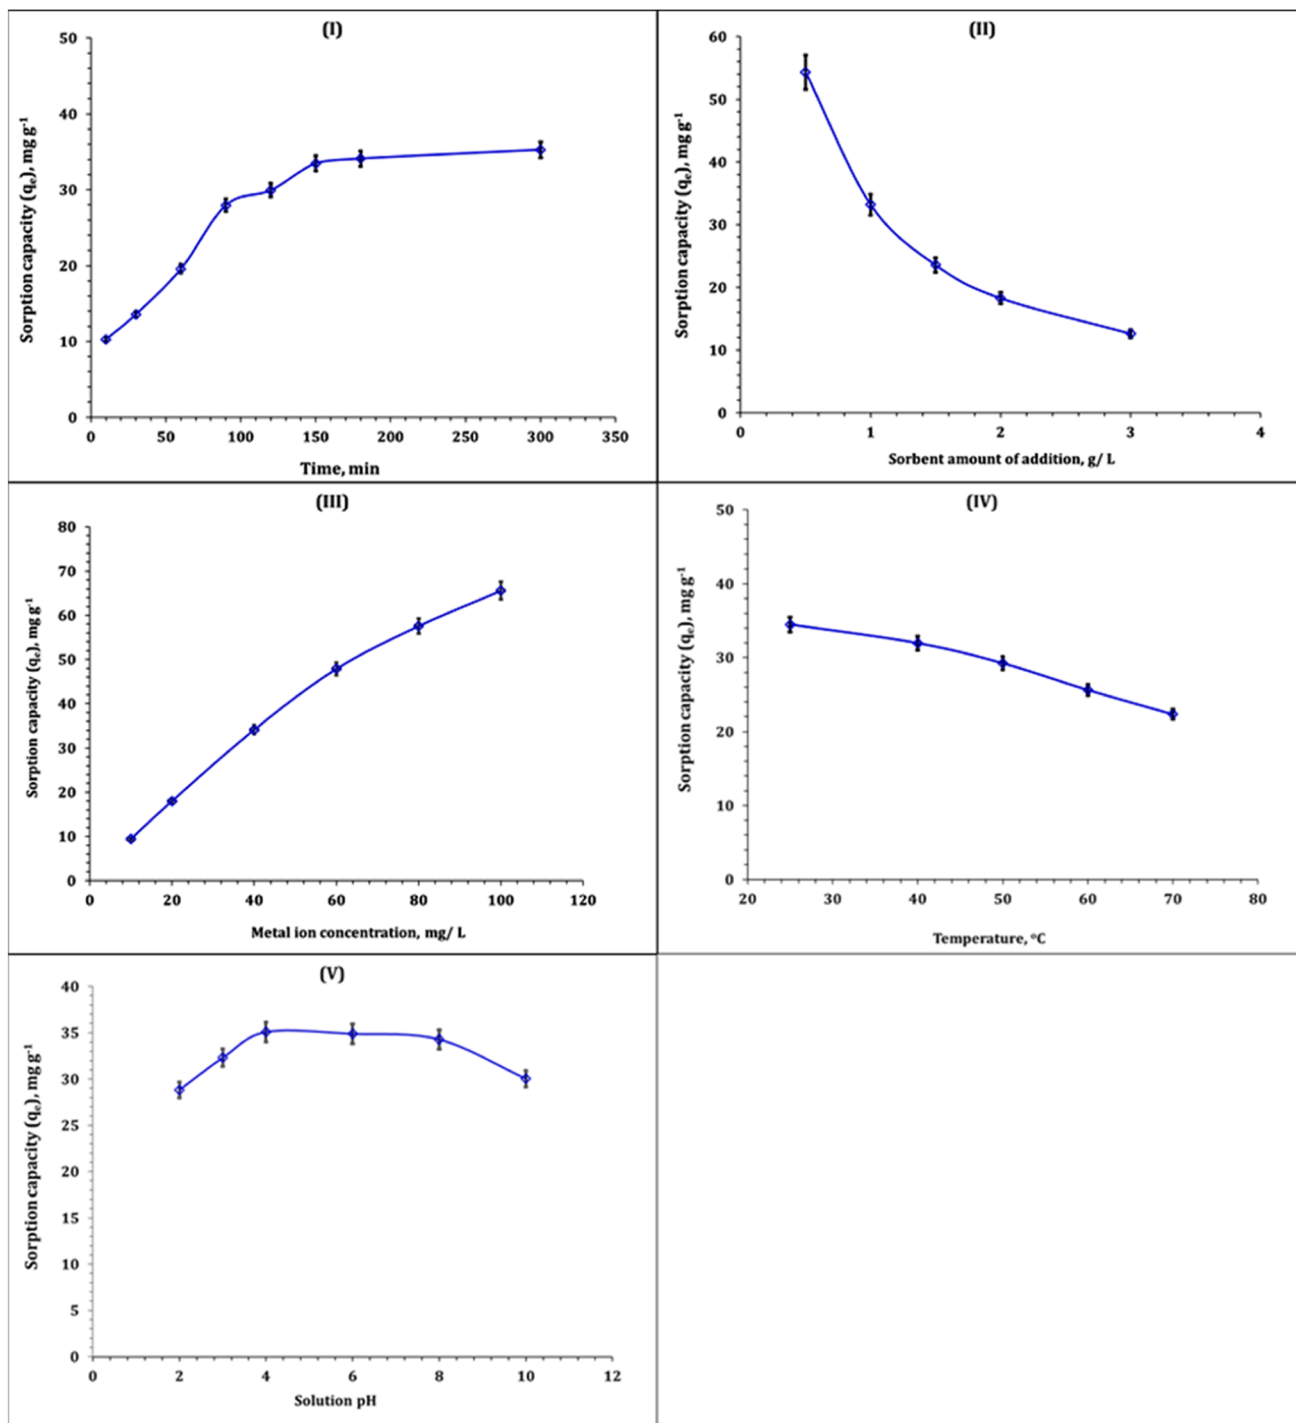 (I)
50
40
30
20
10
0
Sorption capacity (qe), mg g-1
0 50 100 150 200 250 300 350
Time, min
(II)
60
50
40
30
20
10
0
Sorption capacity (qe), mg g-1
0 1 2 3 4
Sorbent amount of addition, g/ L
(III)
80
70
60
50
40
30
20
10
0
Sorption capacity (qe), mg g-1
0 20 40 60 80 100 120
Metal ion concentration, mg/ L
(IV)
50
40
30
20
10
0
Sorption capacity (qe), mg g-1
20 30 40 50 60 70 80
Temperature, °C
(V)
40
35
30
25
20
15
10
5
0
Sorption capacity (qe), mg g-1
0 2 4 6 8 10 12
Solution pH